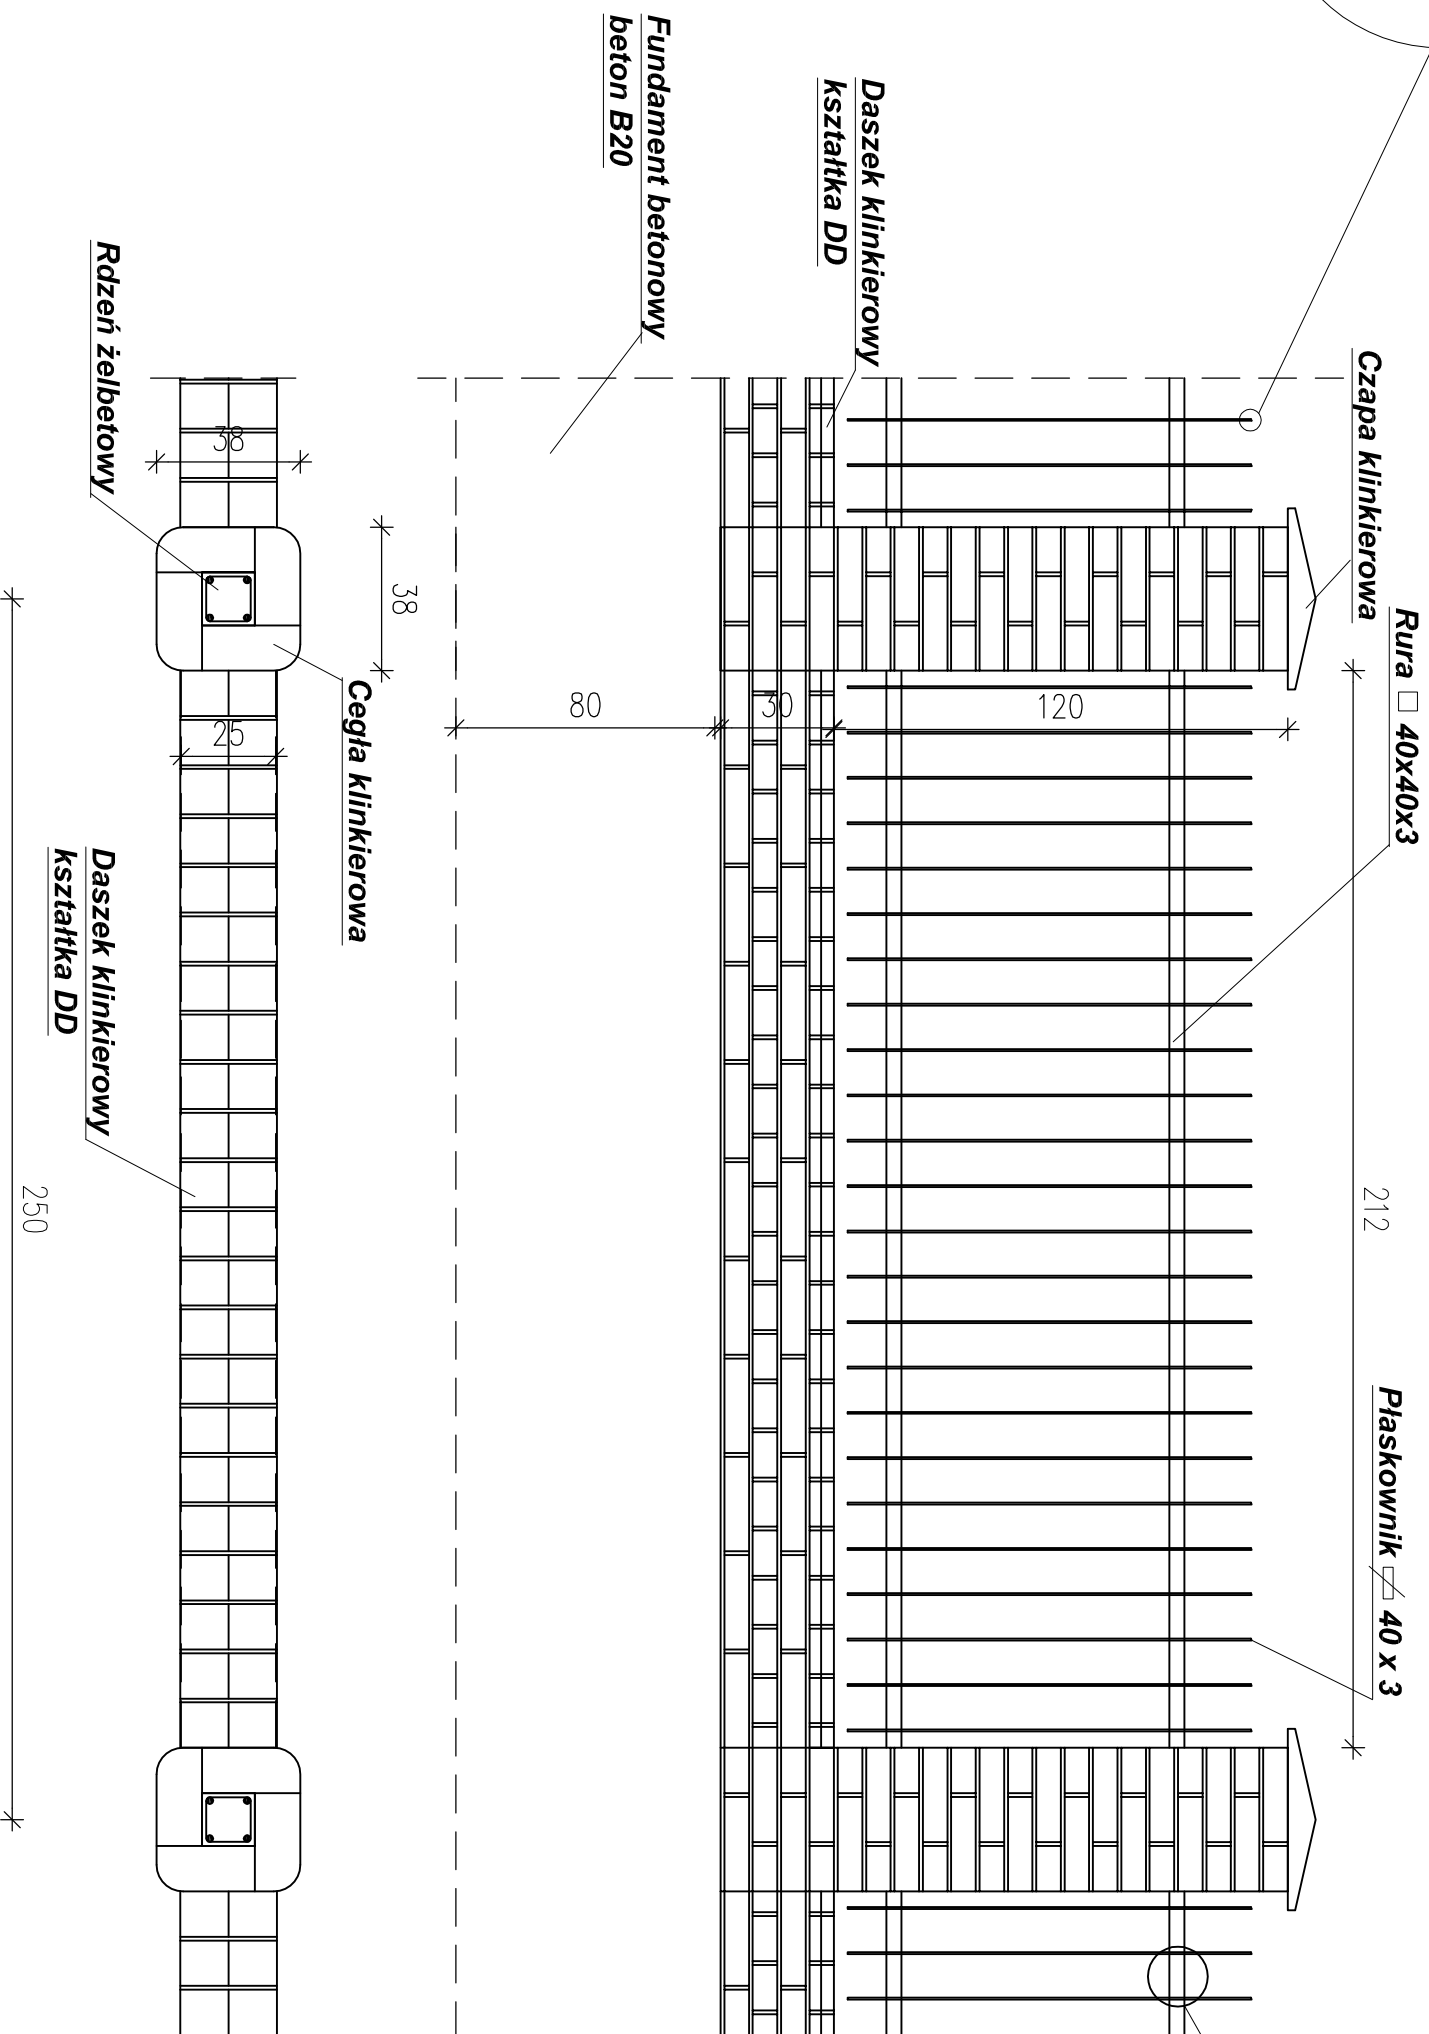 Czapa klinkierowa
Rura □ 40x40x3
212
Płaskownik ▭ 40 x 3
Daszek klinkierowy
kształtka DD
120
30
80
Fundament betonowy
beton B20
38
38
Cegła klinkierowa
25
Rdzeń żelbetowy
Daszek klinkierowy
kształtka DD
250